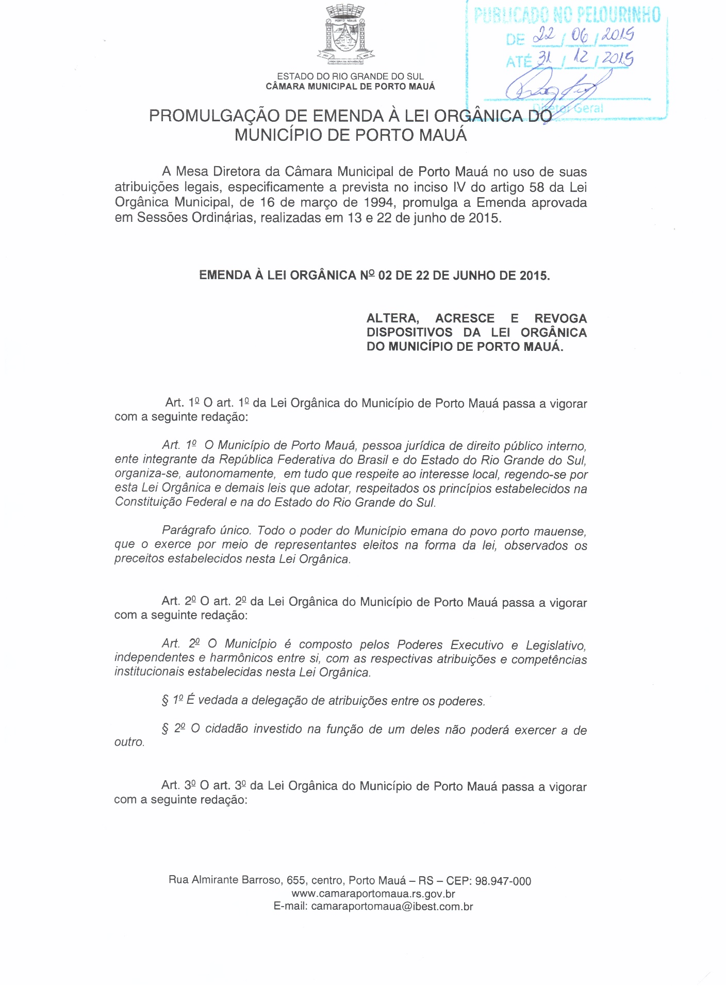 PUBLICADO NO PELOURINHO
DE 22 / 06 / 2015
ATÉ 31 / 12 / 2015
Diretor Geral
ESTADO DO RIO GRANDE DO SUL
CÂMARA MUNICIPAL DE PORTO MAUÁ
PROMULGAÇÃO DE EMENDA À LEI ORGÂNICA DO
MUNICÍPIO DE PORTO MAUÁ
A Mesa Diretora da Câmara Municipal de Porto Mauá no uso de suas
atribuições legais, especificamente a prevista no inciso IV do artigo 58 da Lei
Orgânica Municipal, de 16 de março de 1994, promulga a Emenda aprovada
em Sessões Ordinárias, realizadas em 13 e 22 de junho de 2015.
EMENDA À LEI ORGÂNICA Nº 02 DE 22 DE JUNHO DE 2015.
ALTERA, ACRESCE E REVOGA
DISPOSITIVOS DA LEI ORGÂNICA
DO MUNICÍPIO DE PORTO MAUÁ.
Art. 1º O art. 1º da Lei Orgânica do Município de Porto Mauá passa a vigorar
com a seguinte redação:
Art. 1º O Município de Porto Mauá, pessoa jurídica de direito público interno,
ente integrante da República Federativa do Brasil e do Estado do Rio Grande do Sul,
organiza-se, autonomamente, em tudo que respeite ao interesse local, regendo-se por
esta Lei Orgânica e demais leis que adotar, respeitados os princípios estabelecidos na
Constituição Federal e na do Estado do Rio Grande do Sul.
Parágrafo único. Todo o poder do Município emana do povo porto mauense,
que o exerce por meio de representantes eleitos na forma da lei, observados os
preceitos estabelecidos nesta Lei Orgânica.
Art. 2º O art. 2º da Lei Orgânica do Município de Porto Mauá passa a vigorar
com a seguinte redação:
Art. 2º O Município é composto pelos Poderes Executivo e Legislativo,
independentes e harmônicos entre si, com as respectivas atribuições e competências
institucionais estabelecidas nesta Lei Orgânica.
§ 1º É vedada a delegação de atribuições entre os poderes.
§ 2º O cidadão investido na função de um deles não poderá exercer a de
outro.
Art. 3º O art. 3º da Lei Orgânica do Município de Porto Mauá passa a vigorar
com a seguinte redação:
Rua Almirante Barroso, 655, centro, Porto Mauá – RS – CEP: 98.947-000
www.camaraportomaua.rs.gov.br
E-mail: camaraportomaua@ibest.com.br